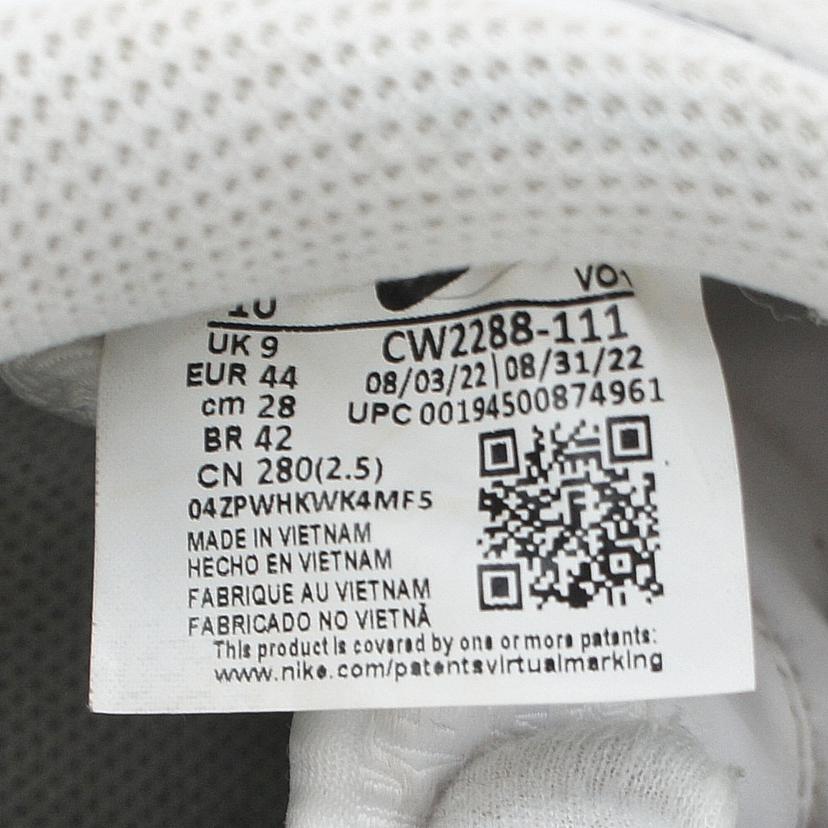 10
UK 9
EUR 44
cm 28
BR 42
CN 280(2.5)
04ZPWHKWK4MF5
MADE IN VIETNAM
HECHO EN VIETNAM
FABRIQUE AU VIETNAM
FABRICADO NO VIETNÃ
CW2288-111
08/03/22|08/31/22
UPC 00194500874961
This product is covered by one or more patents:
www.nike.com/patentsvirtualmarking